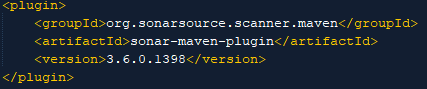 <plugin>
<groupId>org.sonarsource.scanner.maven</groupId>
<artifactId>sonar-maven-plugin</artifactId>
<version>3.6.0.1398</version>
</plugin>